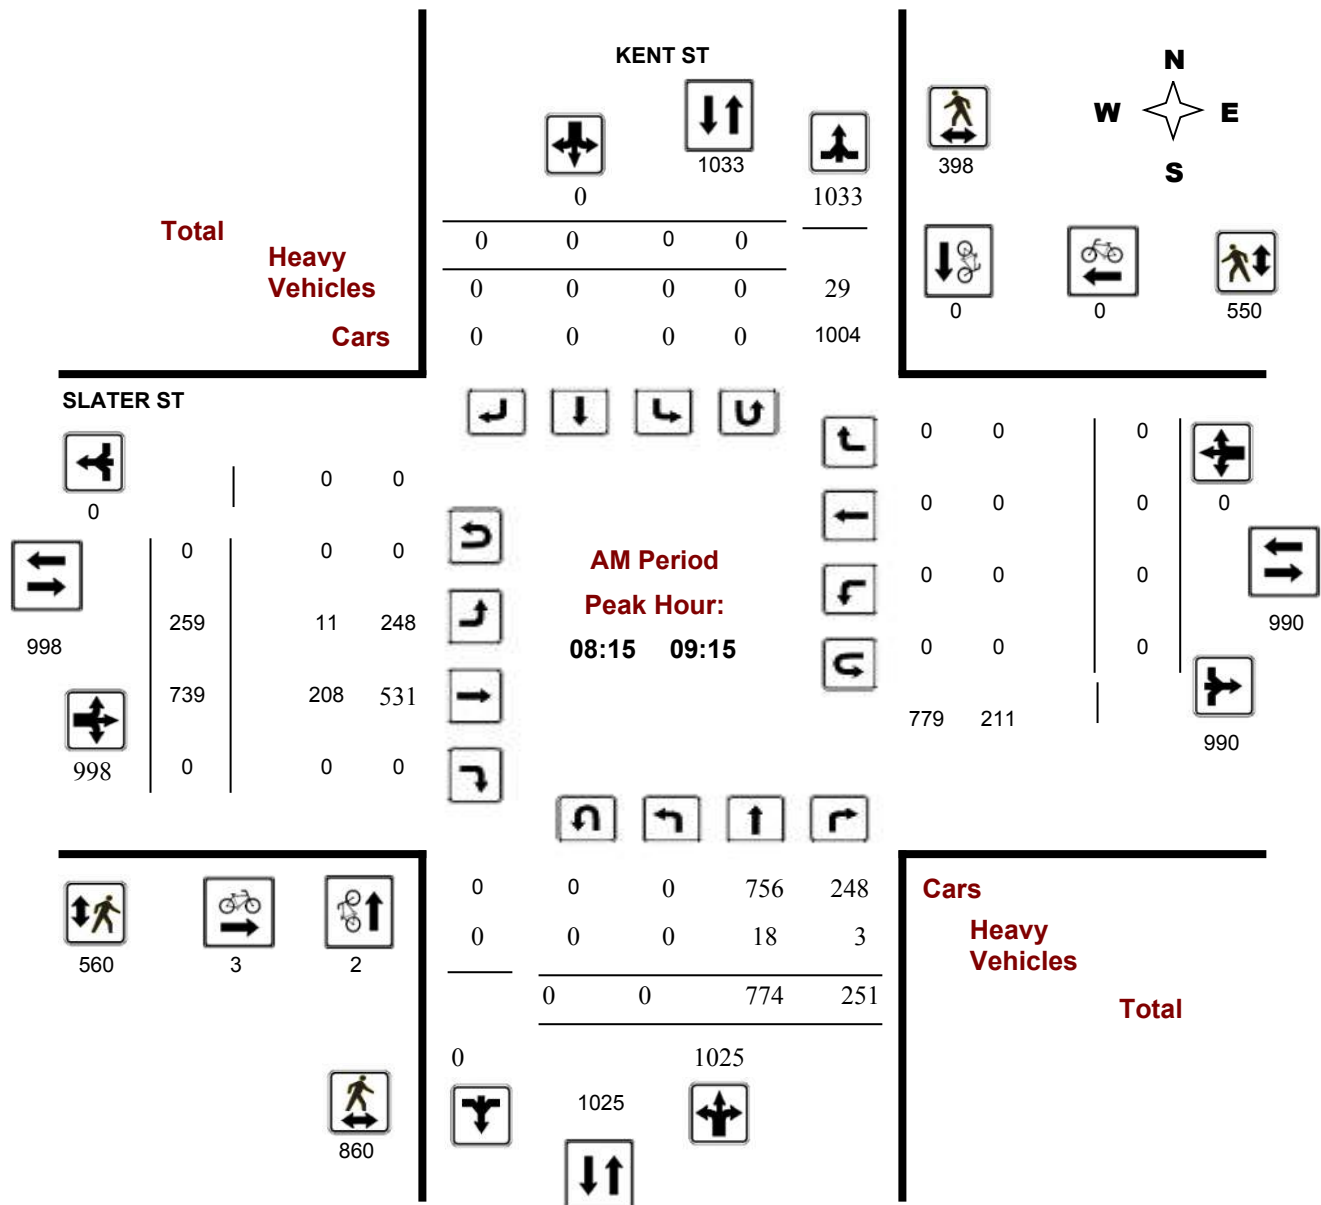 KENT ST
N
W E
S
1033
398
0 1033
Total
0 0 0 0
Heavy
Vehicles
0 0 0 0 29
Cars
0 0 0 0 1004
0 0 550
SLATER ST
0 0 0
0 0
0
0 0 0 0
0 0 0
AM Period
0 0 0
Peak Hour:
259 11 248
990
998
08:15 09:15
0 0 0
739 208 531
779 211
990
998 0 0 0
0 0 0 756 248
Cars
0 0 0 18 3
Heavy
Vehicles
560 3 2
0 0 774 251
Total
0 1025
1025
860